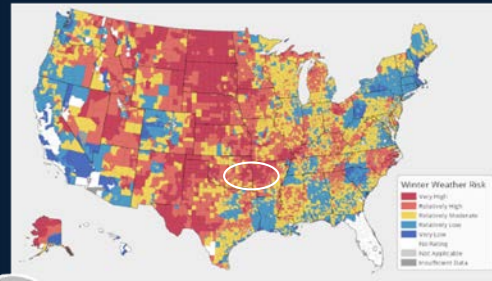 Winter Weather Risk
Very High
Relatively High
Relatively Moderate
Relatively Low
Very Low
No Rating
Not Applicable
Insufficient Data